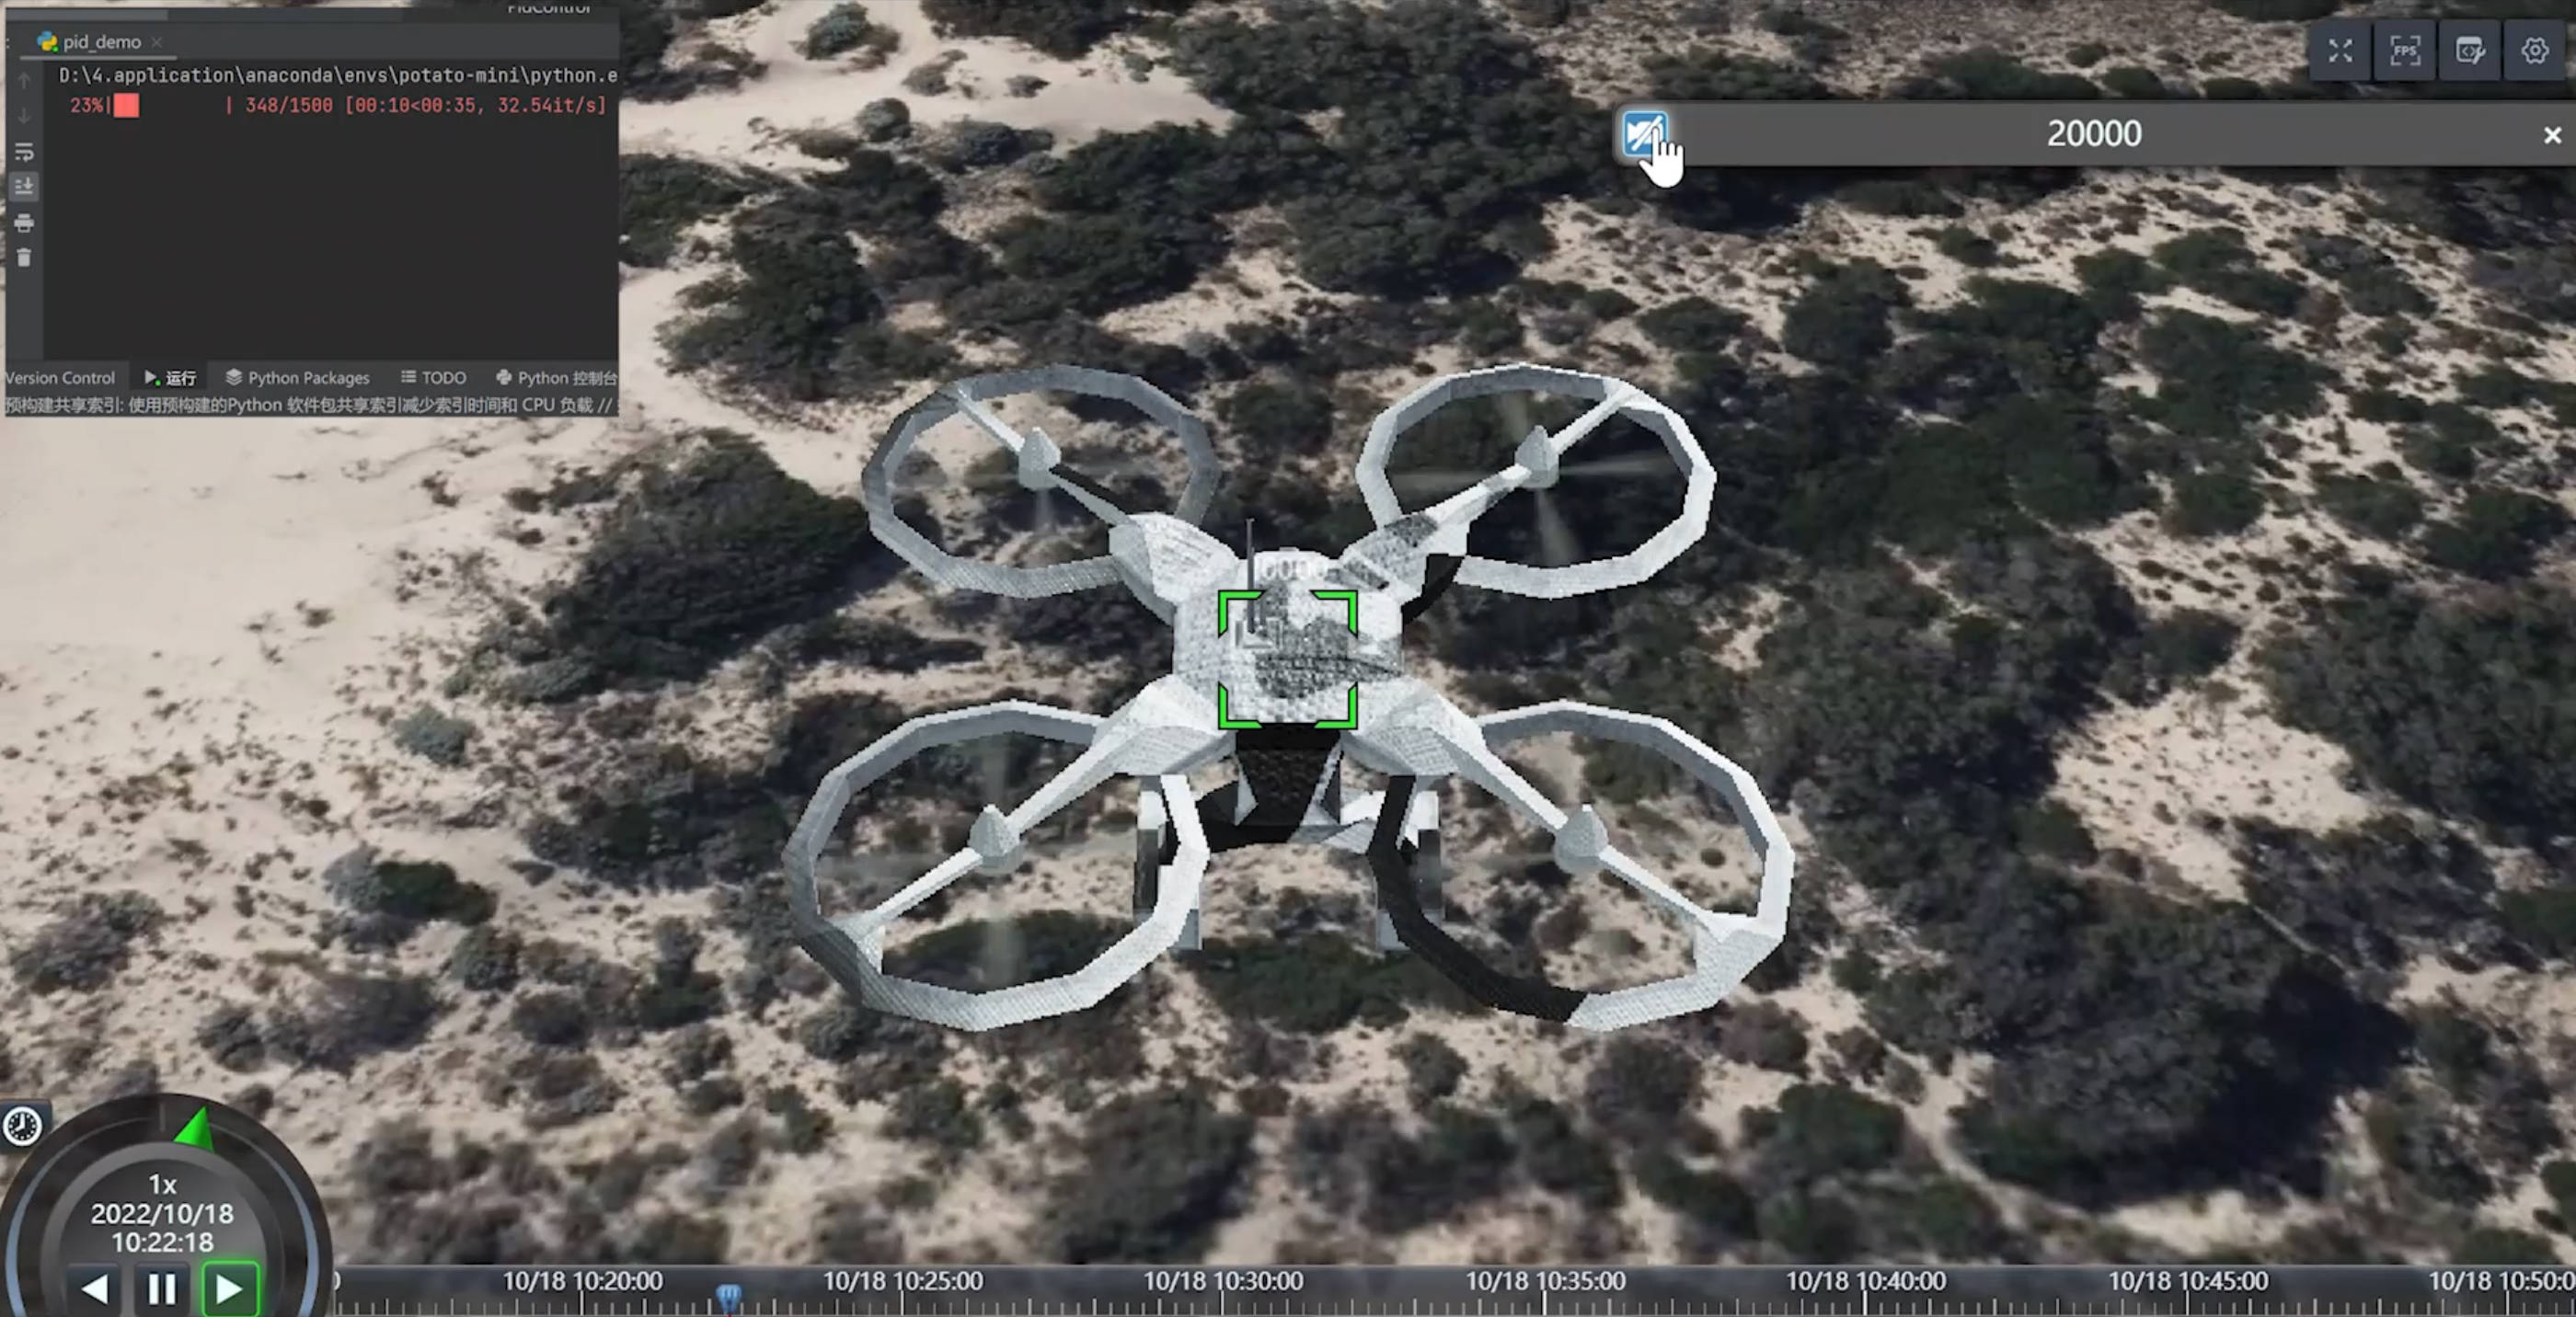 PidControl
pid_demo
D:\4.application\anaconda\envs\potato-mini\python.e
23%| | 348/1500 [00:10<00:35, 32.54it/s]
Version Control 运行 Python Packages TODO Python 控制台
预构建共享索引: 使用预构建的Python 软件包共享索引减少索引时间和 CPU 负载 //
FPS
20000
1x
2022/10/18
10:22:18
10/18 10:20:00 10/18 10:25:00 10/18 10:30:00 10/18 10:35:00 10/18 10:40:00 10/18 10:45:00 10/18 10:50:0